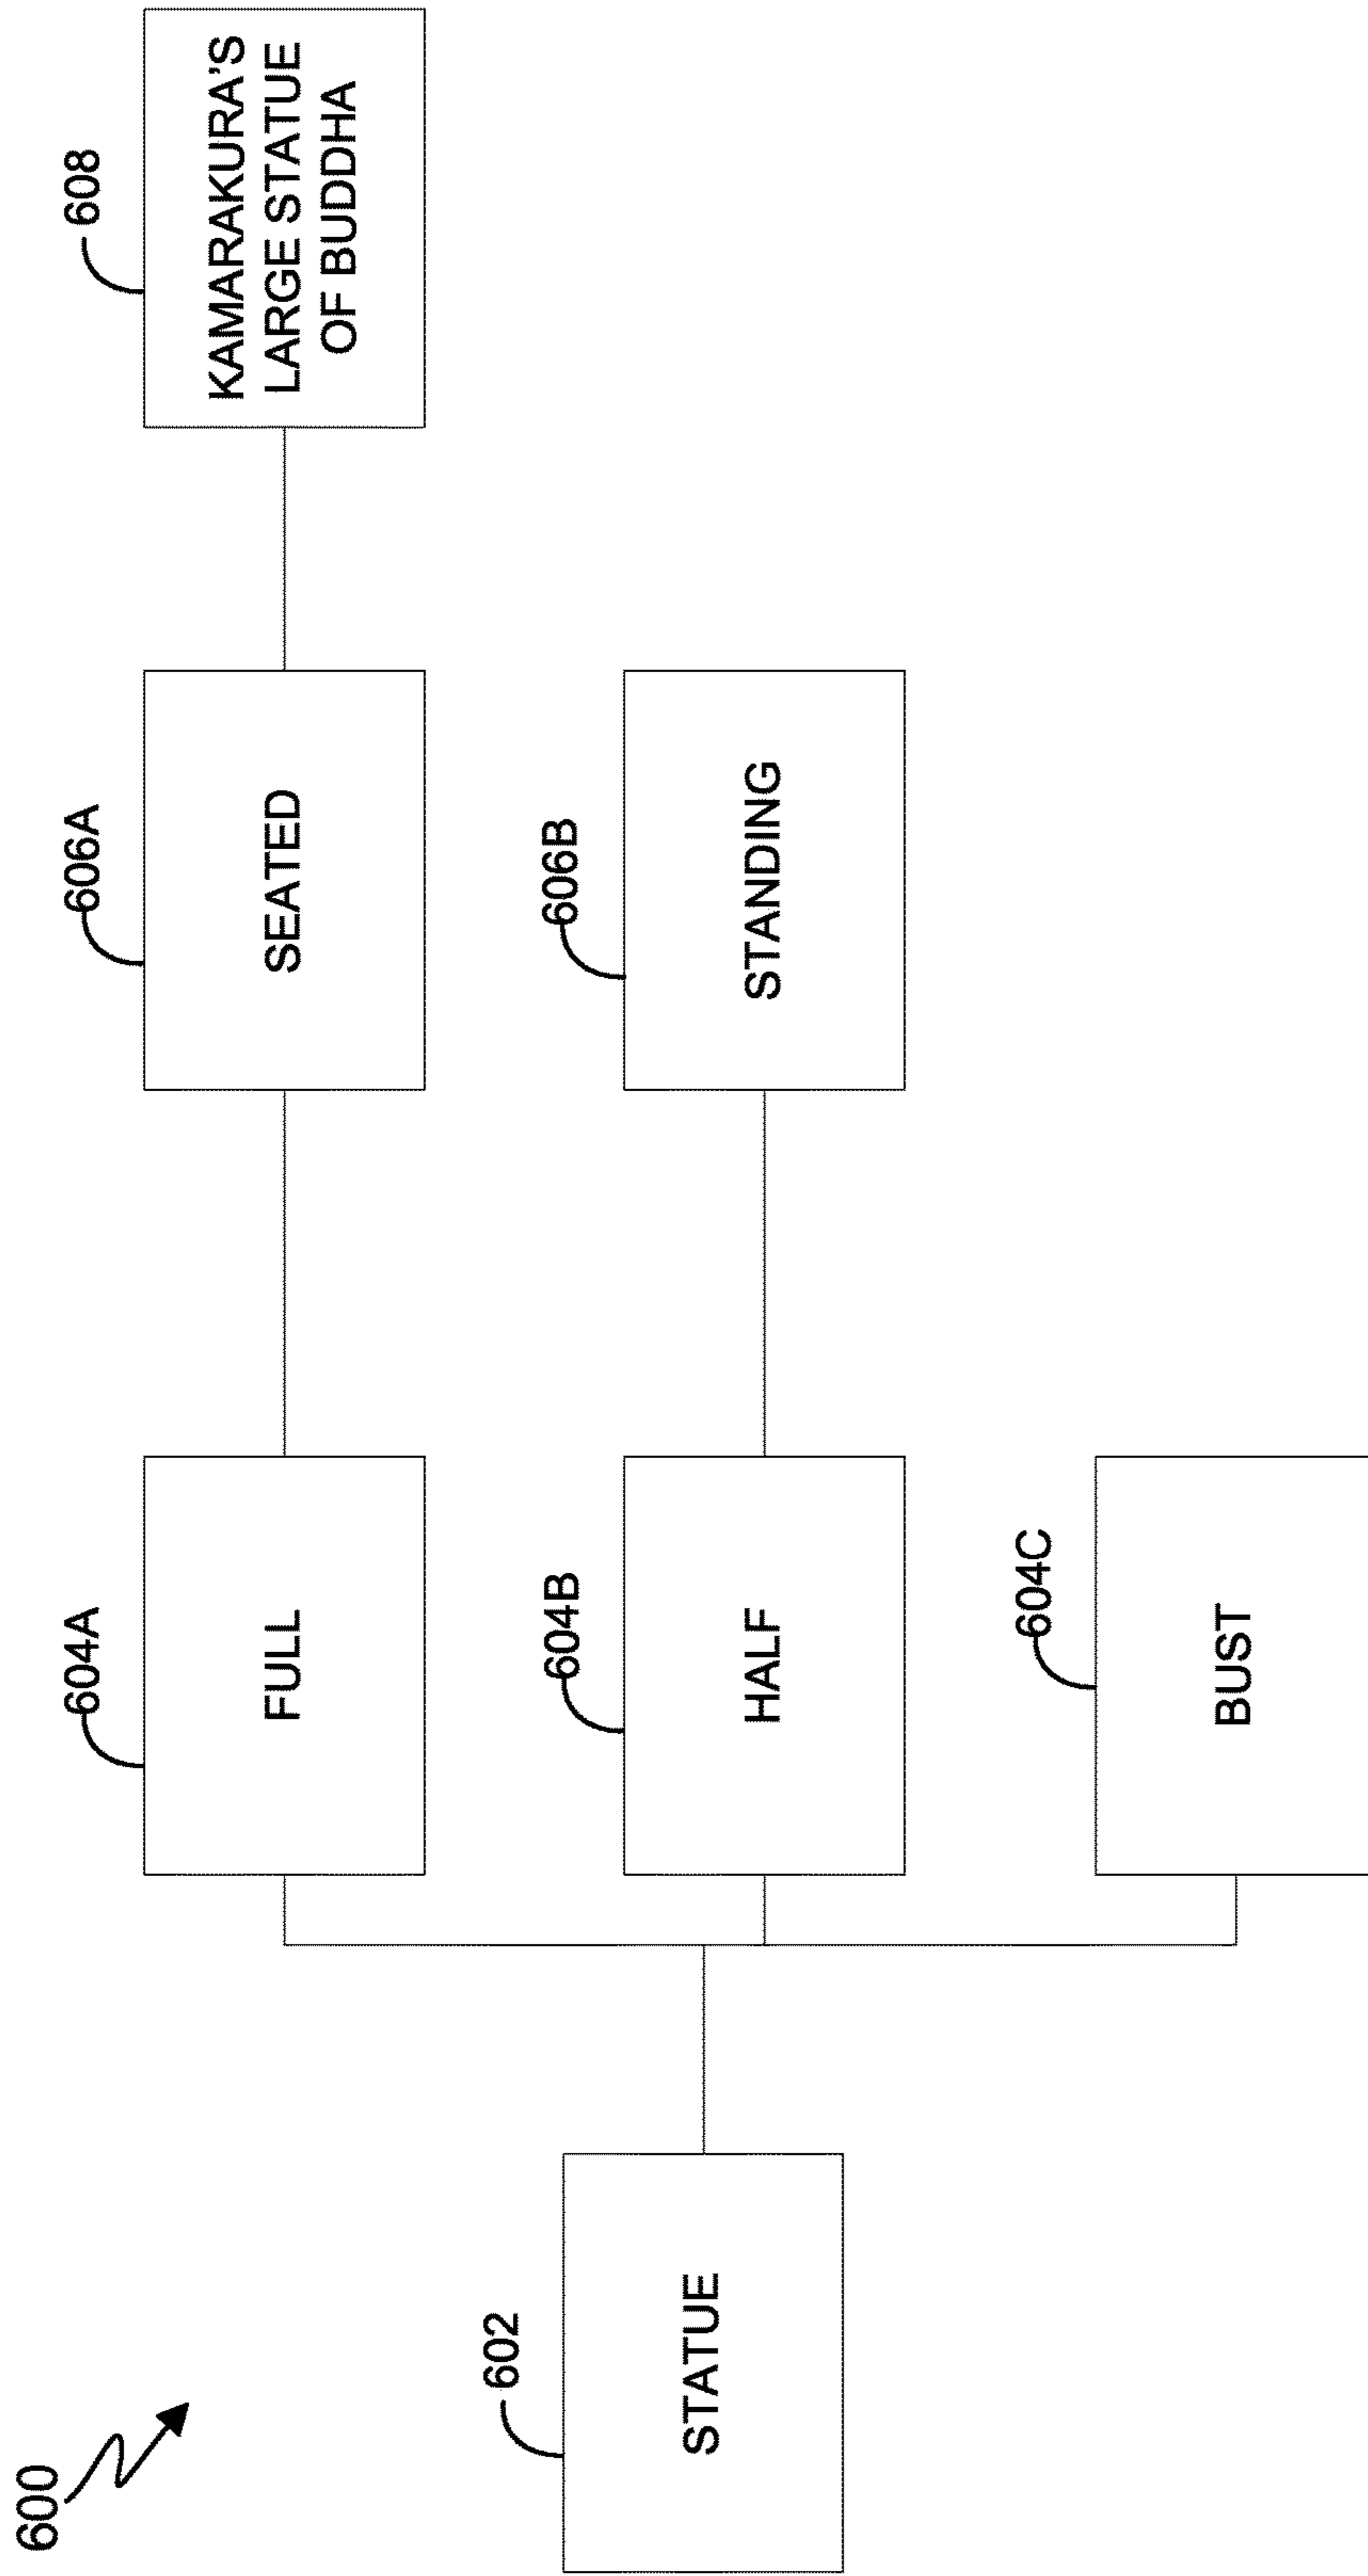 600
602
STATUE
604A
FULL
604B
HALF
604C
BUST
606A
SEATED
606B
STANDING
608
KAMARAKURA'S
LARGE STATUE
OF BUDDHA